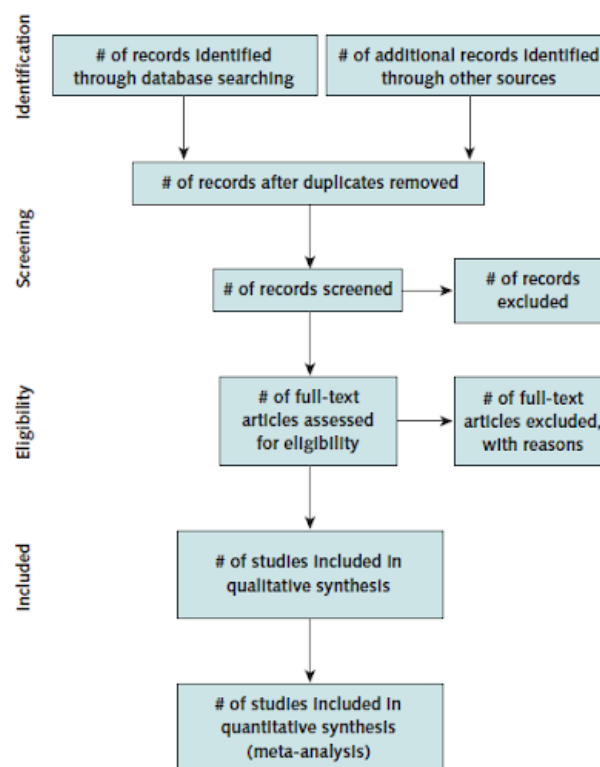 Identification
# of records identified
through database searching
# of additional records identified
through other sources
# of records after duplicates removed
Screening
# of records screened
# of records
excluded
Eligibility
# of full-text
articles assessed
for eligibility
# of full-text
articles excluded,
with reasons
Included
# of studies included in
qualitative synthesis
# of studies included in
quantitative synthesis
(meta-analysis)